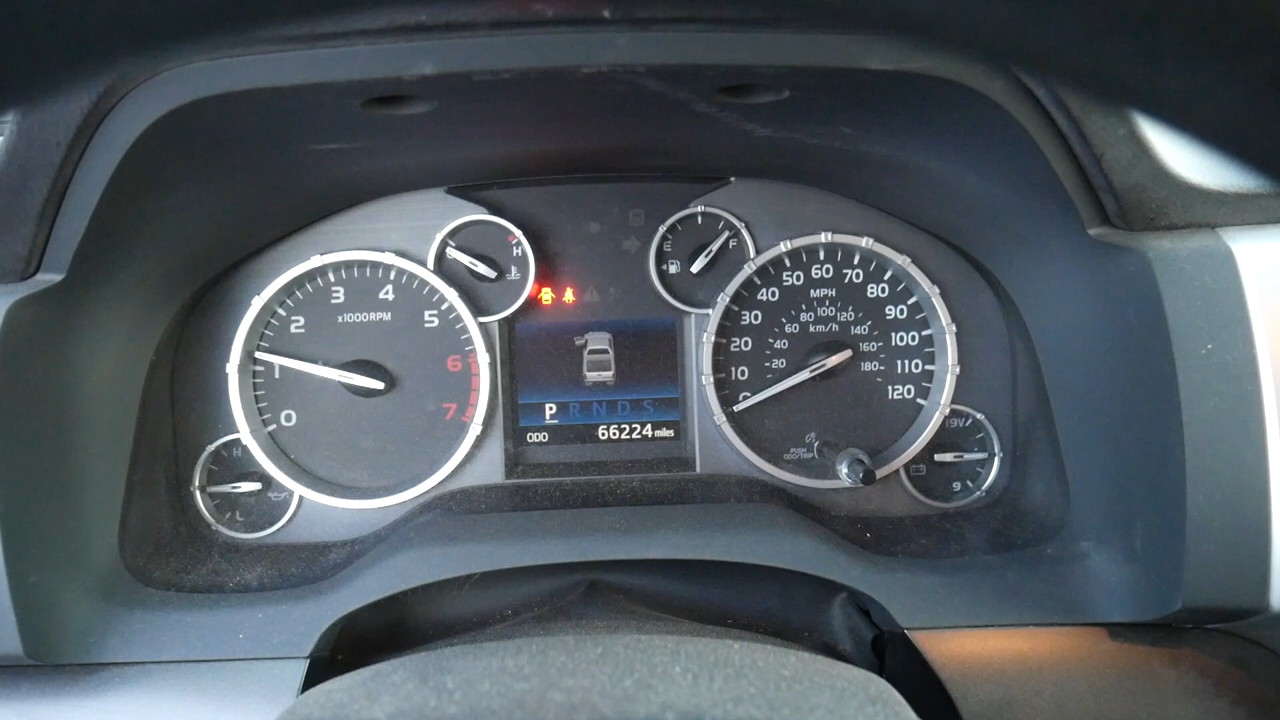 0 1 2 3 4 5 6 7
x1000RPM
H
E F
P R N D S
ODO 66224 miles
0 10 20 30 40 50 60 70 80 90 100 110 120
MPH
20 40 60 80 100 120 140 160 180
km/h
PUSH
ODO/TRIP
H
L
19V
9